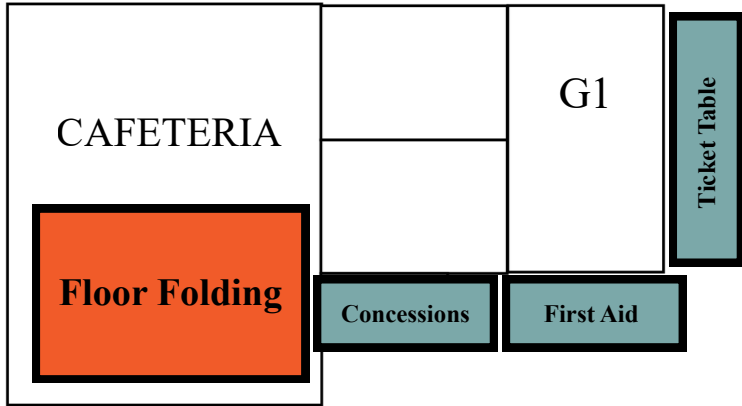 CAFETERIA
G1
Ticket Table
Floor Folding
Concessions
First Aid